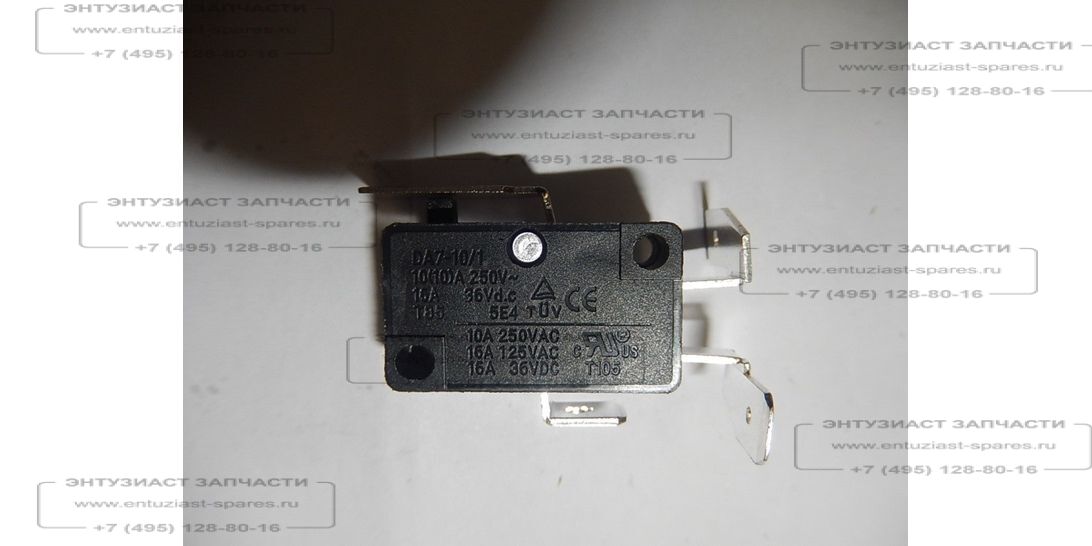 ЭНТУЗИАСТ ЗАПЧАСТИ
www.entuziast-spares.ru
+7 (495) 128-80-16
ЭНТУЗИАСТ ЗАПЧАСТИ
www.entuziast-spares.ru
+7 (495) 128-80-16
ЭНТУЗИАСТ ЗАПЧАСТИ
www.entuziast-spares.ru
+7 (495) 128-80-16
ЭНТУЗИАСТ ЗАПЧАСТИ
www.entuziast-spares.ru
+7 (495) 128-80-16
ЭНТУЗИАСТ ЗАПЧАСТИ
www.entuziast-spares.ru
+7 (495) 128-80-16
DA7-10/1
10(10)A 250V~
16A 36Vd.c
T85 5E4 TÜV CE
10A 250VAC
16A 125VAC c RU US
16A 36VDC T105
ЭНТУЗИАСТ ЗАПЧАСТИ
www.entuziast-spares.ru
+7 (495) 128-80-16
ЭНТУЗИАСТ ЗАПЧАСТИ
www.entuziast-spares.ru
+7 (495) 128-80-16